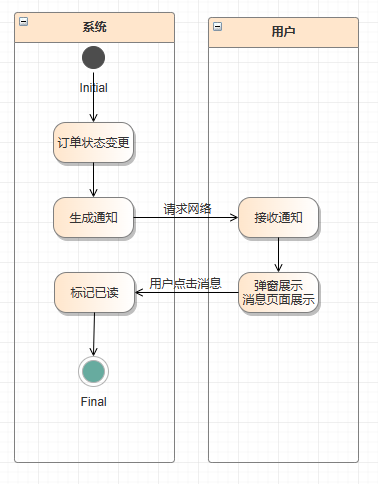 系统
用户
Initial
订单状态变更
生成通知
请求网络
接收通知
标记已读
用户点击消息
弹窗展示
消息页面展示
Final